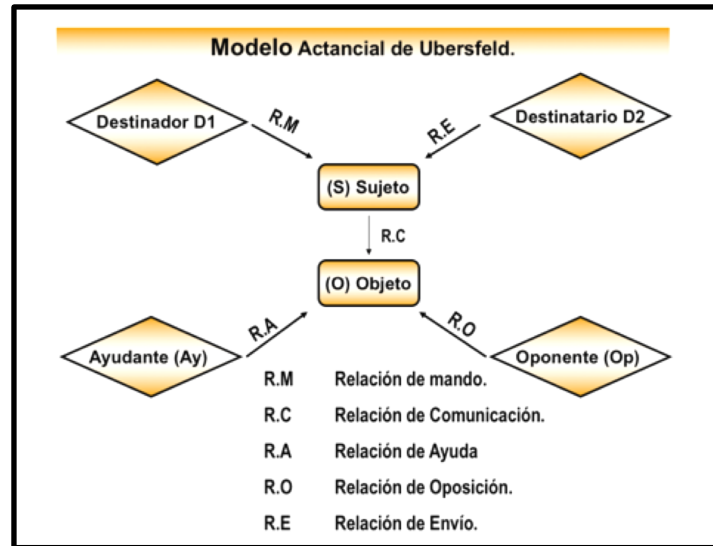 Modelo Actancial de Ubersfeld.
Destinador D1
R.M
R.E
Destinatario D2
(S) Sujeto
R.C
(O) Objeto
Ayudante (Ay)
R.A
R.O
Oponente (Op)
R.M Relación de mando.
R.C Relación de Comunicación.
R.A Relación de Ayuda
R.O Relación de Oposición.
R.E Relación de Envío.